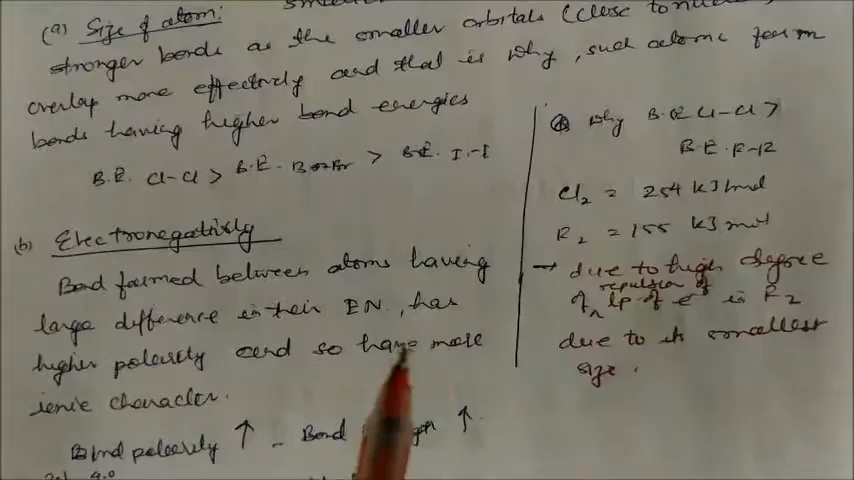 (a) Size of atom:
stronger bonds as the smaller orbitals (close to
overlap more effectively and that is why, such atoms form
bonds having higher bond energies
B.E. Cl-Cl > B.E. Br-Br > B.E. I-I
(b) Electronegativity
Bond formed between atoms having
large difference in their EN, has
higher polarity and so have more
ionic character.
Bond polarity ↑ - Bond ↑
Q Why B.E Cl-Cl >
B.E. F-F
Cl2 = 254 kJ/mol
F2 = 155 kJ mol
→ due to high degree
of repulsion of lp of e⁻s in F2
due to its smallest
size.
4.0